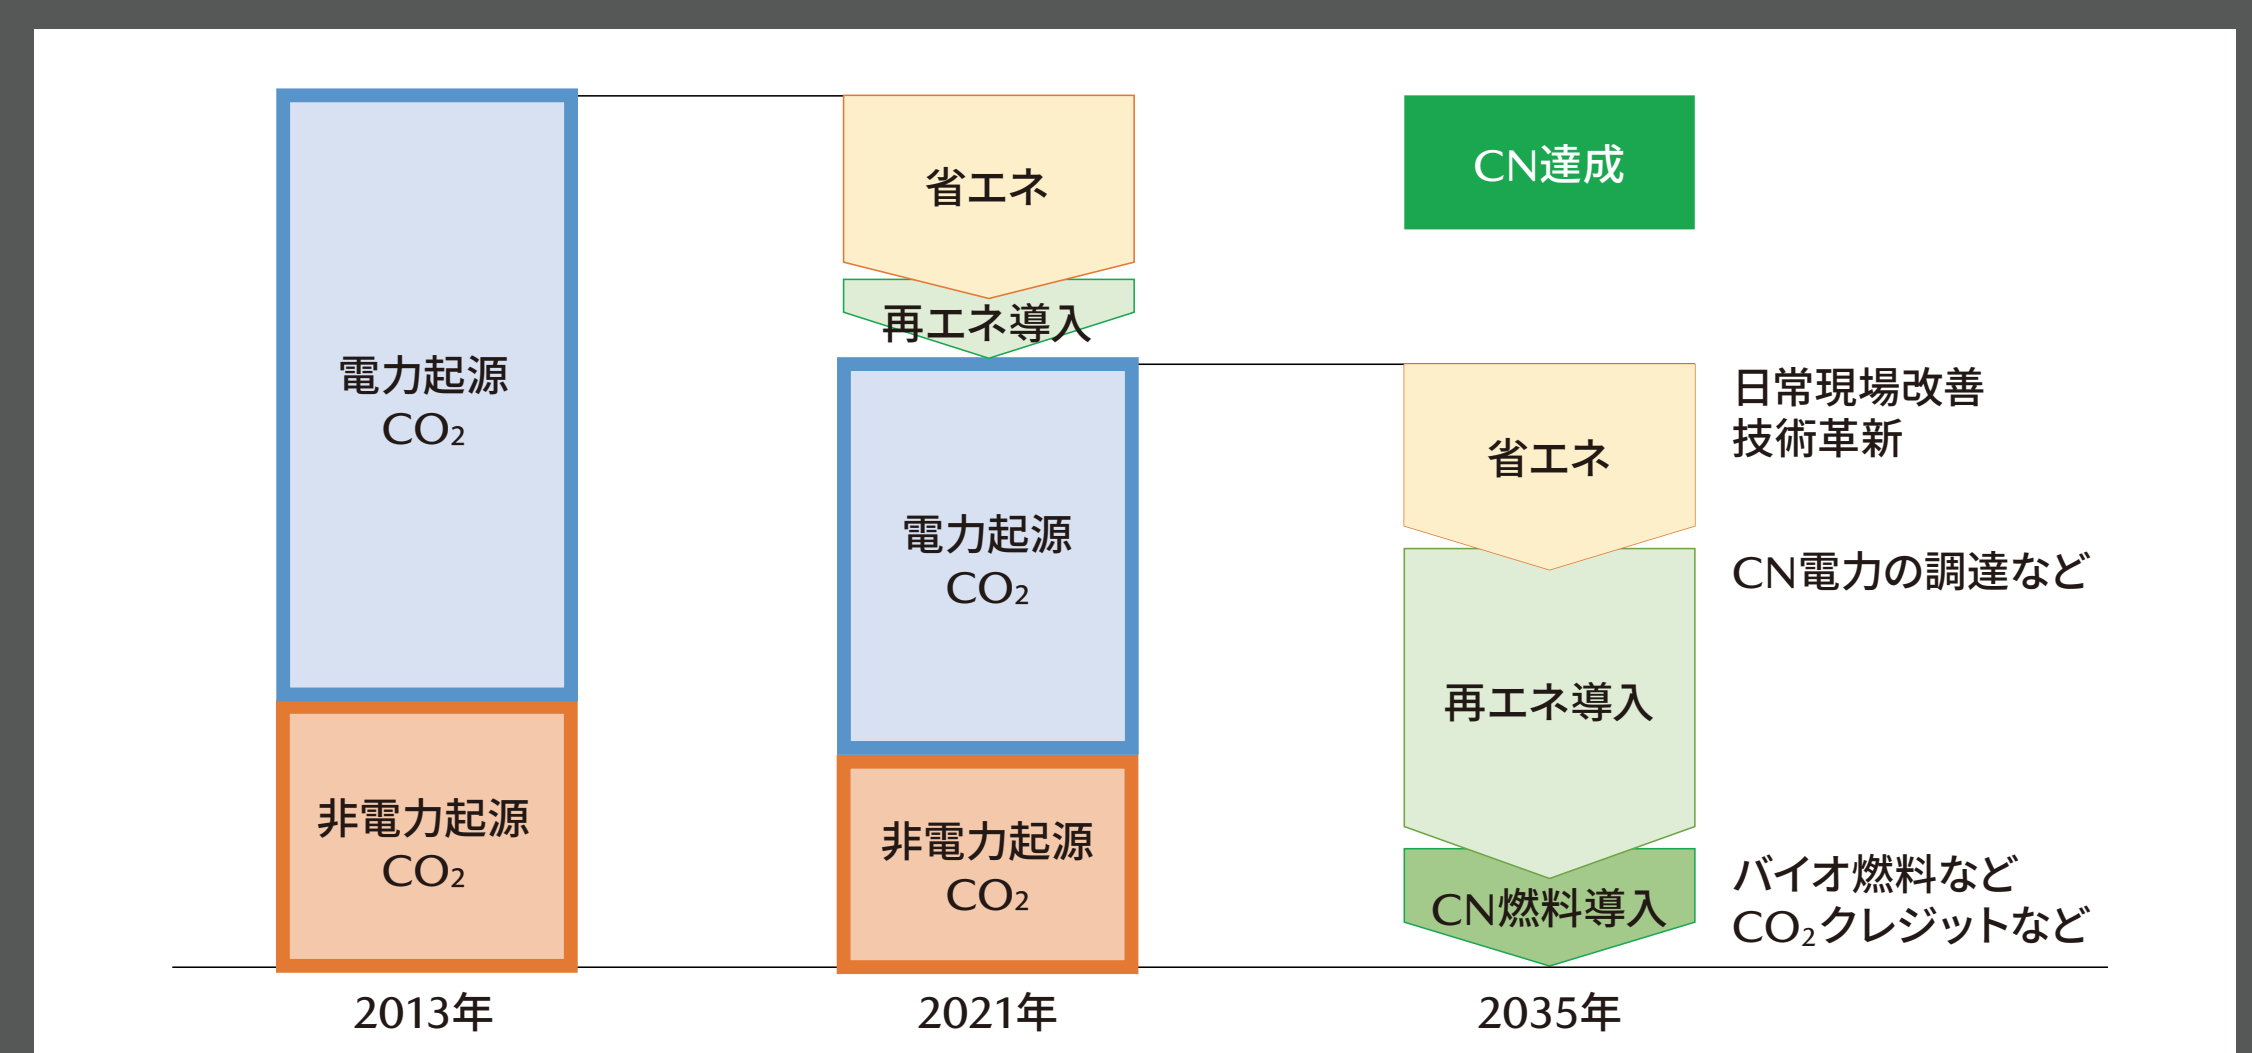 電力起源
CO₂
非電力起源
CO₂
2013年
省エネ
再エネ導入
電力起源
CO₂
非電力起源
CO₂
2021年
CN達成
省エネ
再エネ導入
CN燃料導入
2035年
日常現場改善
技術革新
CN電力の調達など
バイオ燃料など
CO₂クレジットなど